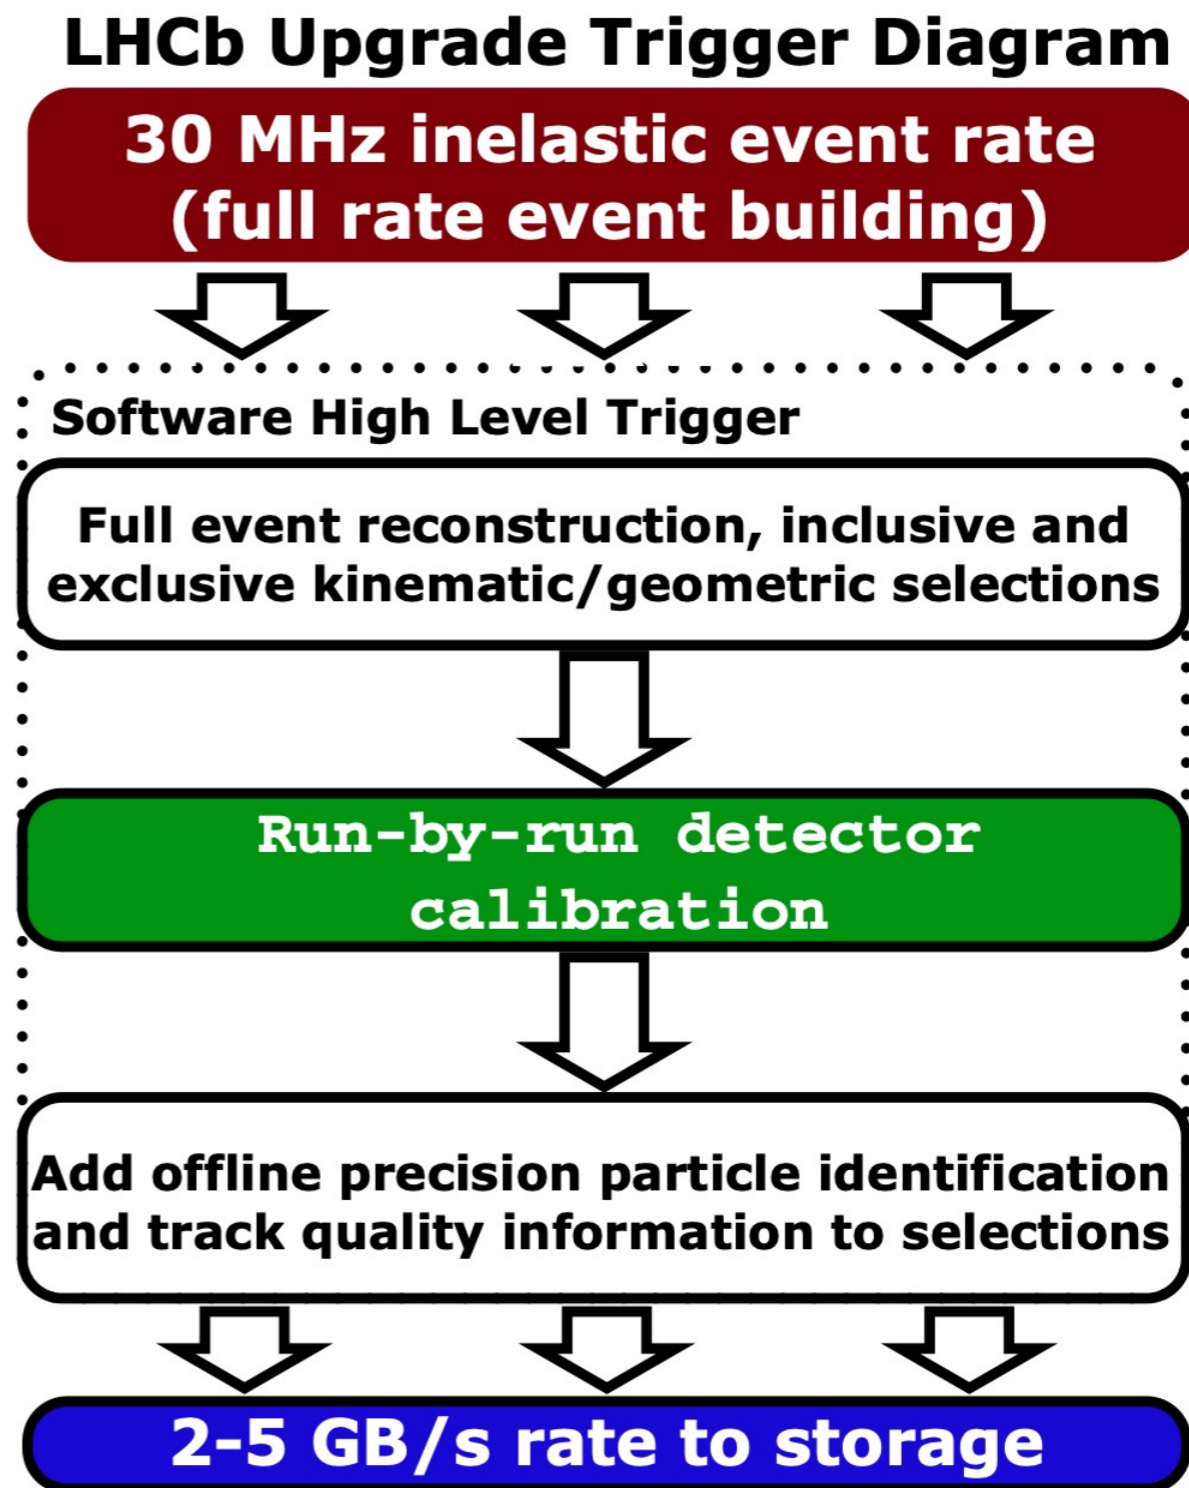 LHCb Upgrade Trigger Diagram
30 MHz inelastic event rate
(full rate event building)
Software High Level Trigger
Full event reconstruction, inclusive and
exclusive kinematic/geometric selections
Run-by-run detector
calibration
Add offline precision particle identification
and track quality information to selections
2-5 GB/s rate to storage